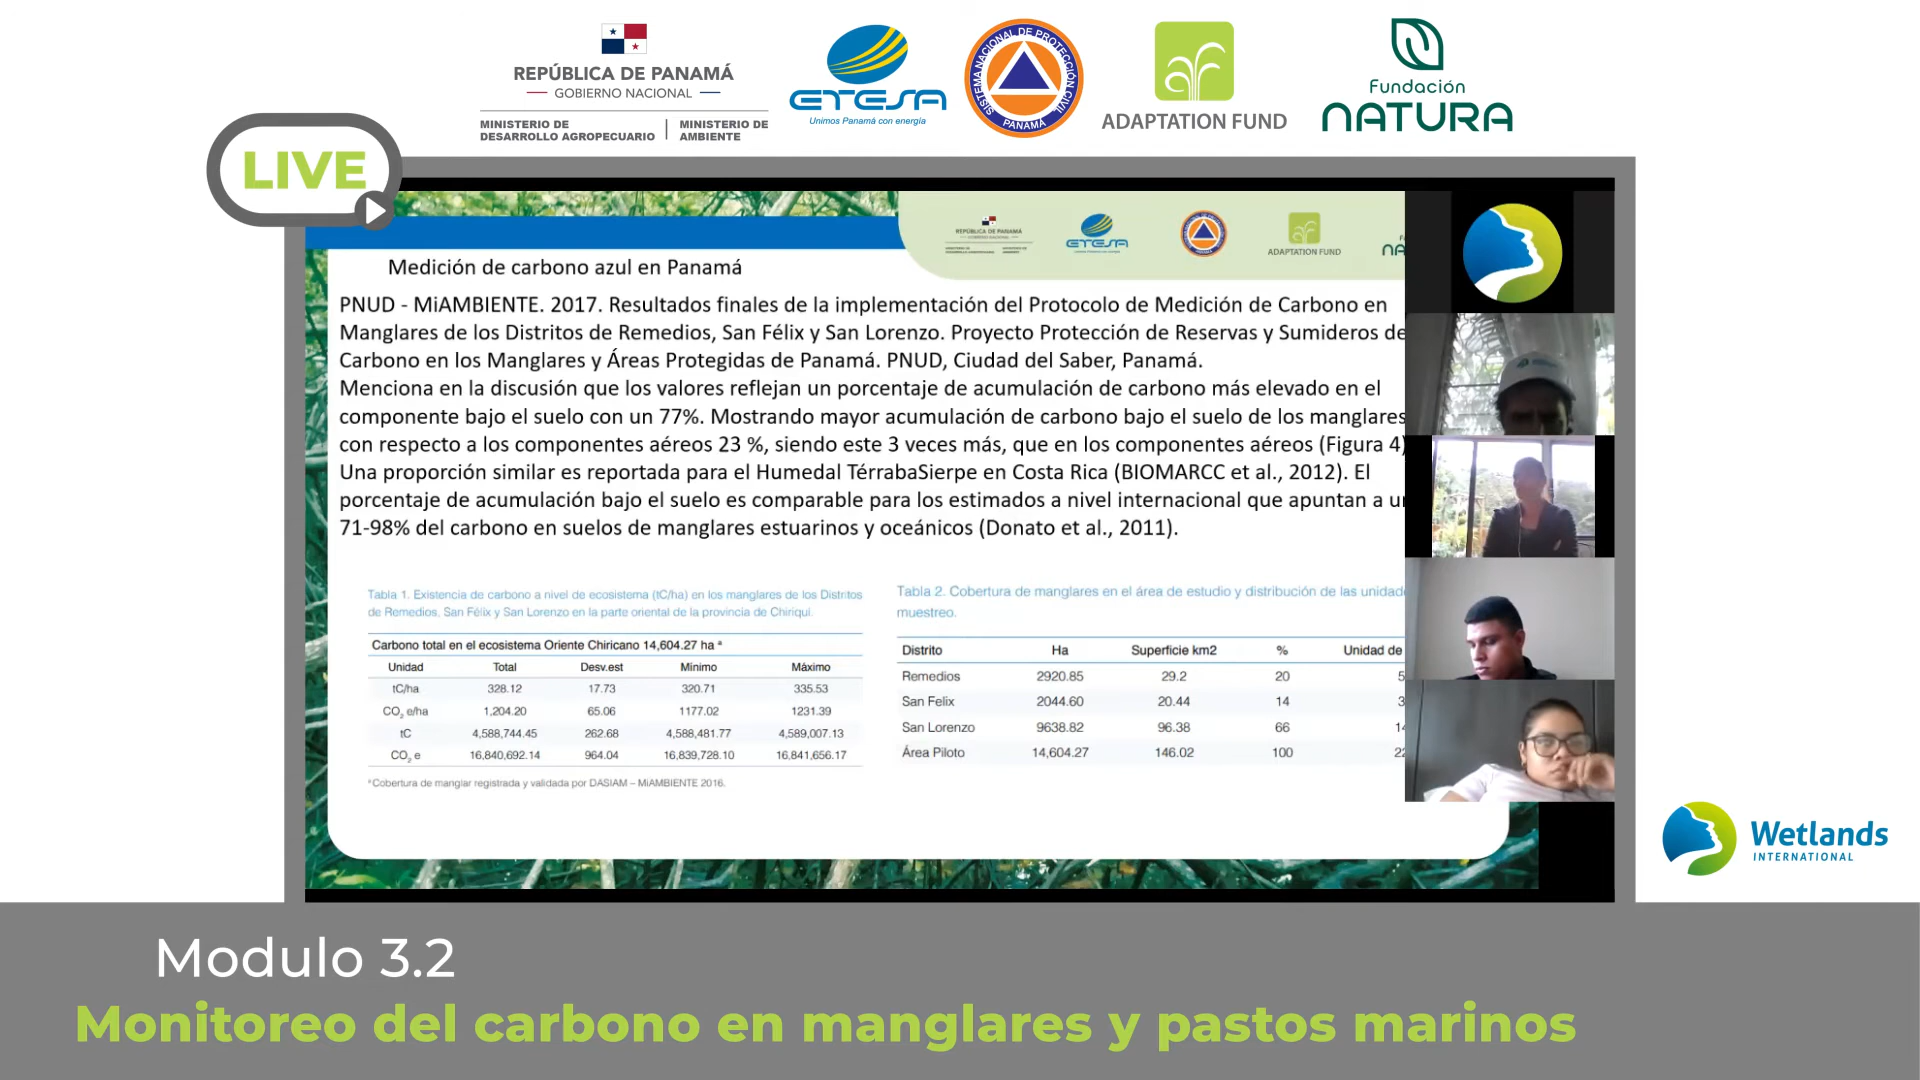 REPÚBLICA DE PANAMÁ
GOBIERNO NACIONAL
MINISTERIO DE
DESARROLLO AGROPECUARIO
MINISTERIO DE
AMBIENTE
ETESA
Unimos Panamá con energía
SISTEMA NACIONAL DE PROTECCIÓN CIVIL
PANAMÁ
ADAPTATION FUND
Fundación
NATURA
LIVE
REPÚBLICA DE PANAMÁ
ETESA
ADAPTATION FUND
Medición de carbono azul en Panamá
PNUD - MiAMBIENTE. 2017. Resultados finales de la implementación del Protocolo de Medición de Carbono en
Manglares de los Distritos de Remedios, San Félix y San Lorenzo. Proyecto Protección de Reservas y Sumideros de
Carbono en los Manglares y Áreas Protegidas de Panamá. PNUD, Ciudad del Saber, Panamá.
Menciona en la discusión que los valores reflejan un porcentaje de acumulación de carbono más elevado en el
componente bajo el suelo con un 77%. Mostrando mayor acumulación de carbono bajo el suelo de los manglares
con respecto a los componentes aéreos 23 %, siendo este 3 veces más, que en los componentes aéreos (Figura 4)
Una proporción similar es reportada para el Humedal TérrabaSierpe en Costa Rica (BIOMARCC et al., 2012). El
porcentaje de acumulación bajo el suelo es comparable para los estimados a nivel internacional que apuntan a
71-98% del carbono en suelos de manglares estuarinos y oceánicos (Donato et al., 2011).
Tabla 1. Existencia de carbono a nivel de ecosistema (tC/ha) en los manglares de los Distritos
de Remedios, San Félix y San Lorenzo en la parte oriental de la provincia de Chiriquí.
Carbono total en el ecosistema Oriente Chiricano 14,604.27 ha ª
Unidad Total Desv.est Mínimo Máximo
tC/ha 328.12 17.73 320.71 335.53
CO2 e/ha 1,204.20 65.06 1177.02 1231.39
tC 4,588,744.45 262.68 4,588,481.77 4,589,007.13
CO2 e 16,840,692.14 964.04 16,839,728.10 16,841,656.17
ª Cobertura de manglar registrada y validada por DASIAM – MiAMBIENTE 2016.
Tabla 2. Cobertura de manglares en el área de estudio y distribución de las
muestreo.
Distrito Ha Superficie km2 % Unidad de
Remedios 2920.85 29.2 20
San Felix 2044.60 20.44 14
San Lorenzo 9638.82 96.38 66
Área Piloto 14,604.27 146.02 100
Wetlands
INTERNATIONAL
Modulo 3.2
Monitoreo del carbono en manglares y pastos marinos